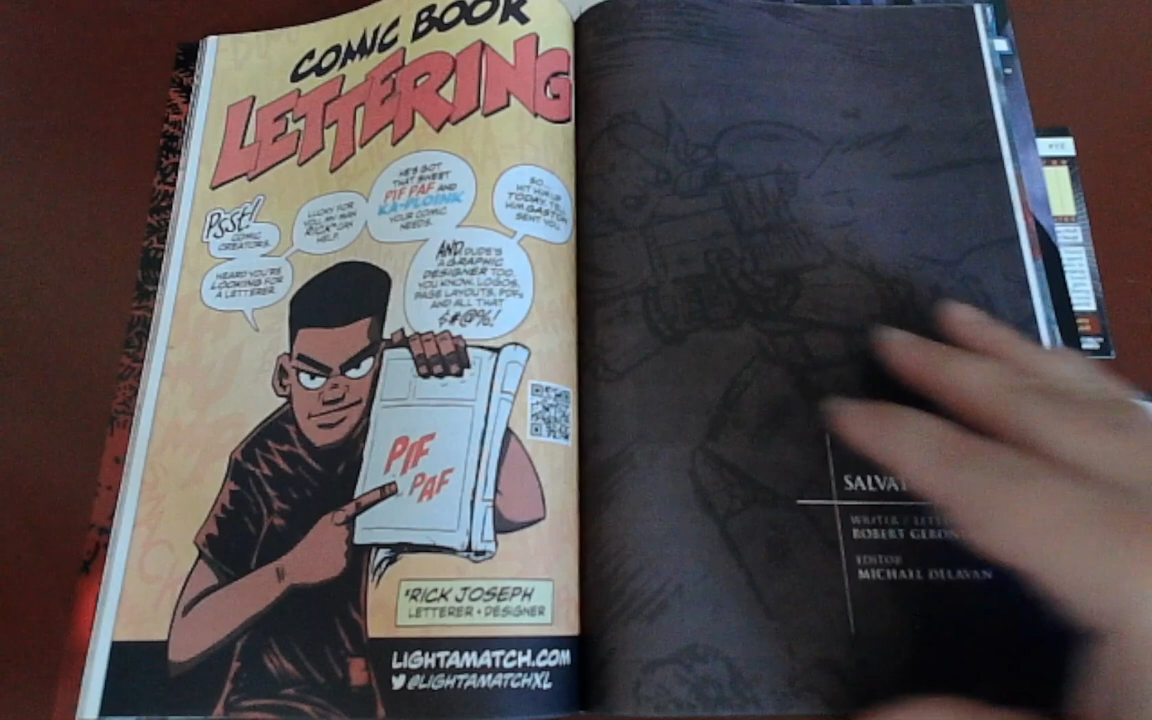 COMIC BOOK
LETTERING
Psst!
COMIC
CREATORS.
HEARD YOU'RE
LOOKING FOR
A LETTERER.
LUCKY FOR
YOU, MY MAN
RICK* CAN
HELP.
HE'S GOT
THAT SWEET
PIF PAF AND
KA-PLOINK
YOUR COMIC
NEEDS.
AND DUDE'S
A GRAPHIC
DESIGNER TOO.
YOU KNOW, LOGOS,
PAGE LAYOUTS, PDFs
AND ALL THAT
$#@%!
SO...
HIT HIM UP
TODAY. TELL
HIM GASTON
SENT YOU.
PIF
PAF
*RICK JOSEPH
LETTERER • DESIGNER
LIGHTAMATCH.COM
@LIGHTAMATCHXL
WRITER /
ROBERT
EDITOR
MICHAEL DELAVAN